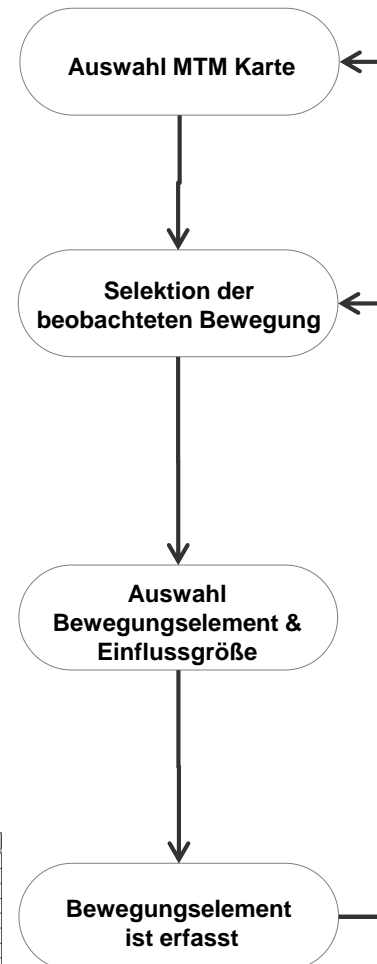 Auswahl MTM Karte
Selektion der
beobachteten Bewegung
Auswahl
Bewegungselement &
Einflussgröße
Bewegungselement
ist erfasst